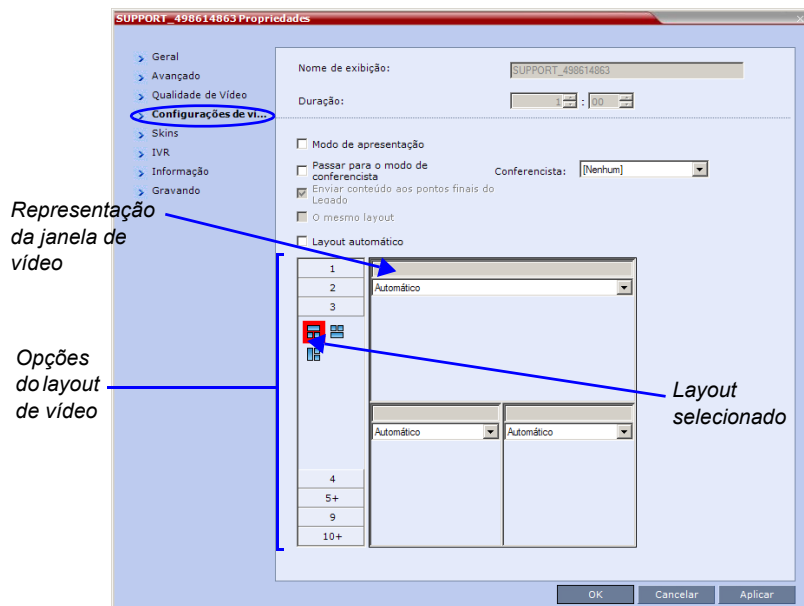 SUPPORT_498614863 Propriedades
Geral
Avançado
Qualidade de Vídeo
Configurações de vi...
Skins
IVR
Informação
Gravando
Nome de exibição:
SUPPORT_498614863
Duração:
1 : 00
Modo de apresentação
Passar para o modo de
conferencista
Conferencista:
[Nenhum]
Enviar conteúdo aos pontos finais do
Legado
O mesmo layout
Layout automático
Representação
da janela de
vídeo
1
2
3
Automático
Opções
do layout
de vídeo
Layout
selecionado
Automático
Automático
4
5+
9
10+
OK
Cancelar
Aplicar